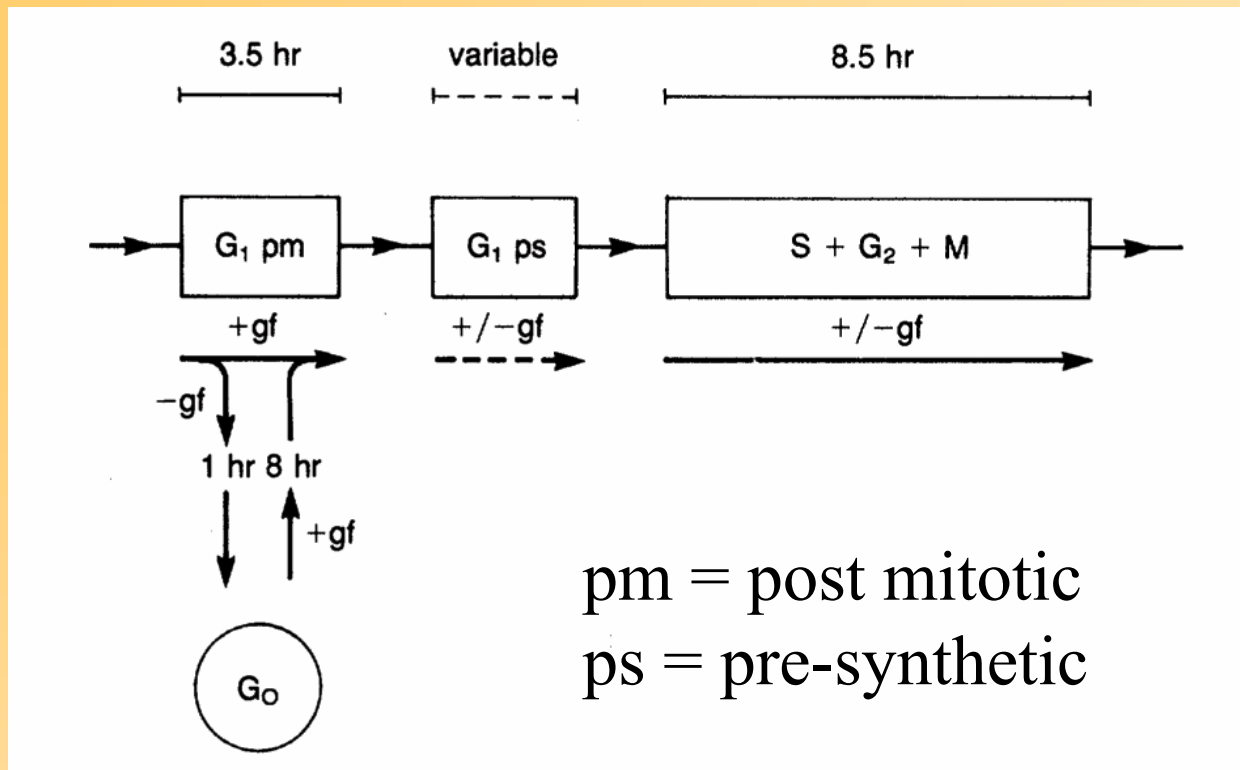 3.5 hr variable 8.5 hr
G₁ pm G₁ ps S + G₂ + M
+gf +/−gf +/−gf
−gf
1 hr 8 hr
+gf
pm = post mitotic
ps = pre-synthetic
G₀